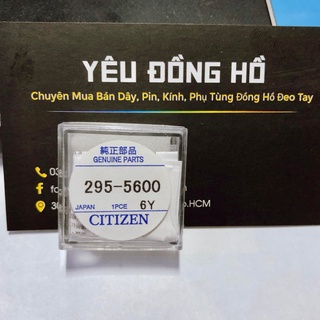 YÊU ĐỒNG HỒ
Chuyên Mua Bán Dây, Pin, Kính, Phụ Tùng Đồng Hồ Đeo Tay
純正部品
GENUINE PARTS
295-5600
JAPAN 1PCE 6Y
CITIZEN
.HCM